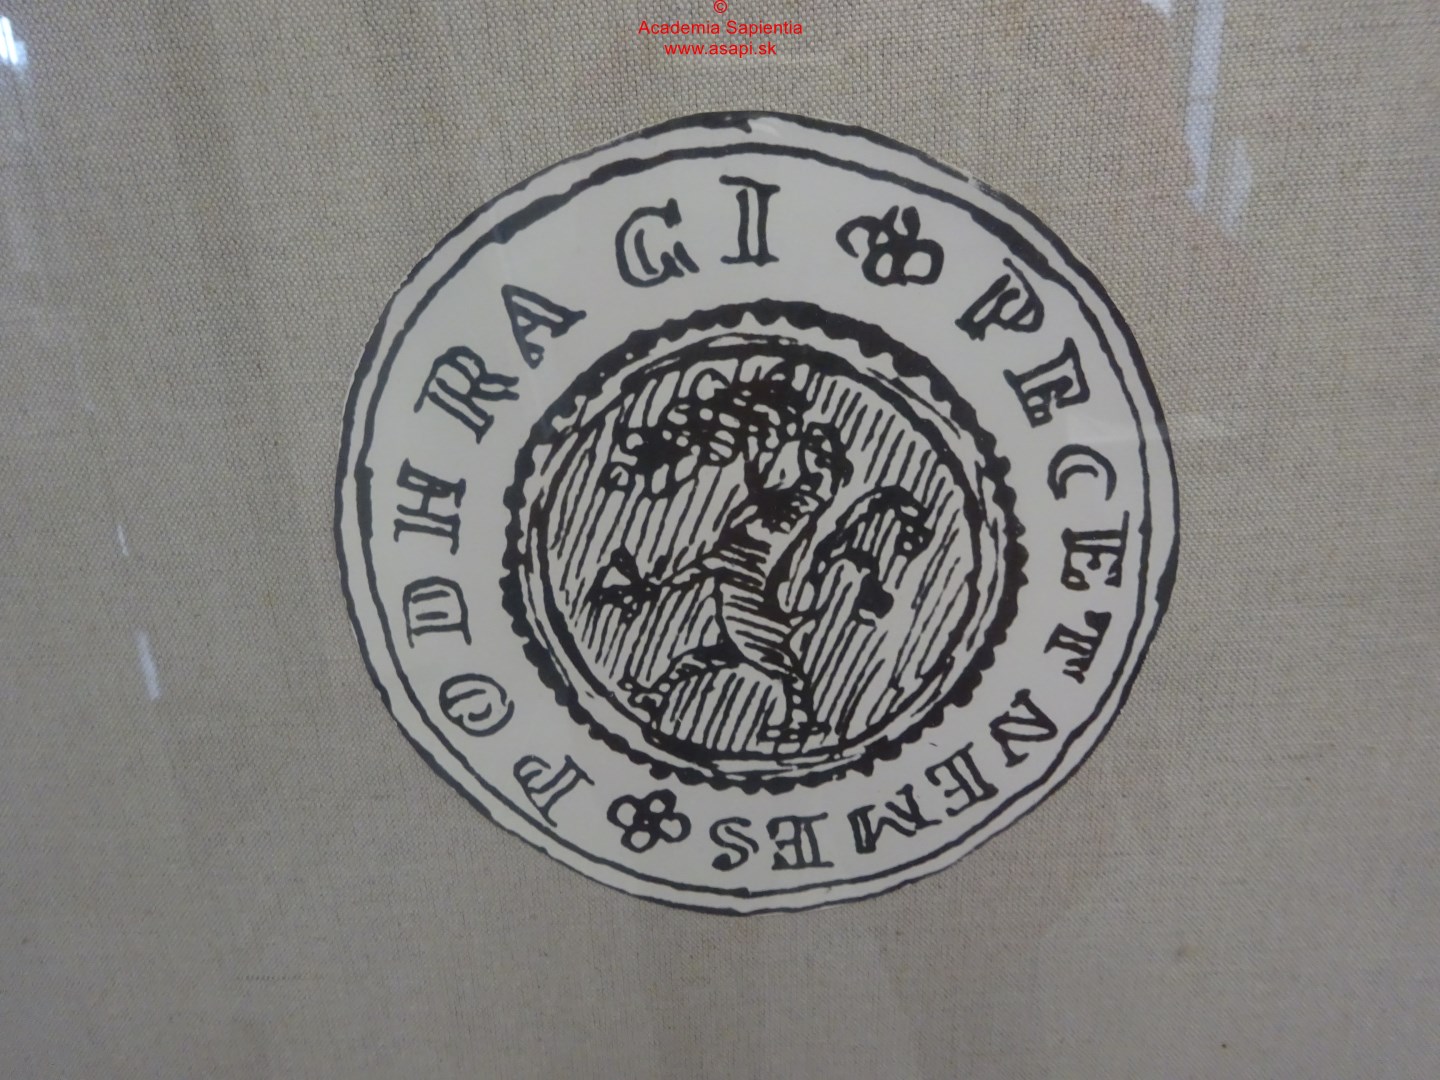 ©
Academia Sapientia
www.asapi.sk
PECET NEMES PODHRAGI